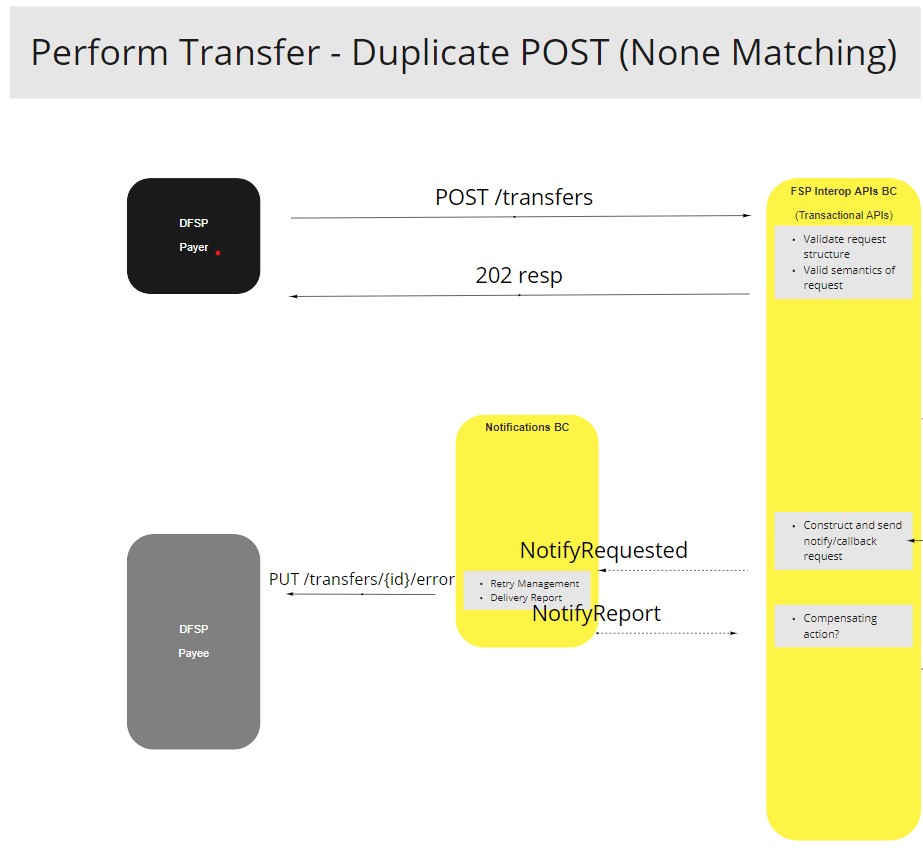 Perform Transfer - Duplicate POST (None Matching)
DFSP
Payer
POST /transfers
202 resp
FSP Interop APIs BC
(Transactional APIs)
• Validate request
structure
• Valid semantics of
request
Notifications BC
NotifyRequested
• Construct and send
notify/callback
request
PUT /transfers/{id}/error
• Retry Management
• Delivery Report
NotifyReport
• Compensating
action?
DFSP
Payee